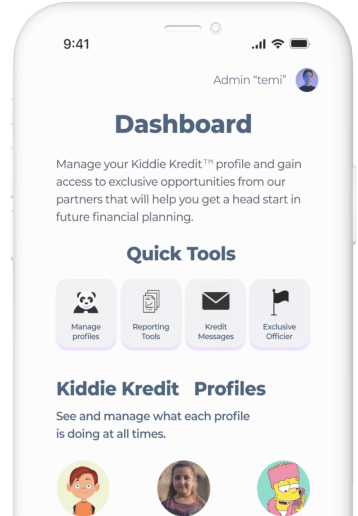 9:41
Admin “temi”
Dashboard
Manage your Kiddie Kredit™ profile and gain
access to exclusive opportunities from our
partners that will help you get a head start in
future financial planning.
Quick Tools
Manage
profiles
Reporting
Tools
Kredit
Messages
Exclusive
Officier
Kiddie Kredit Profiles
See and manage what each profile
is doing at all times.